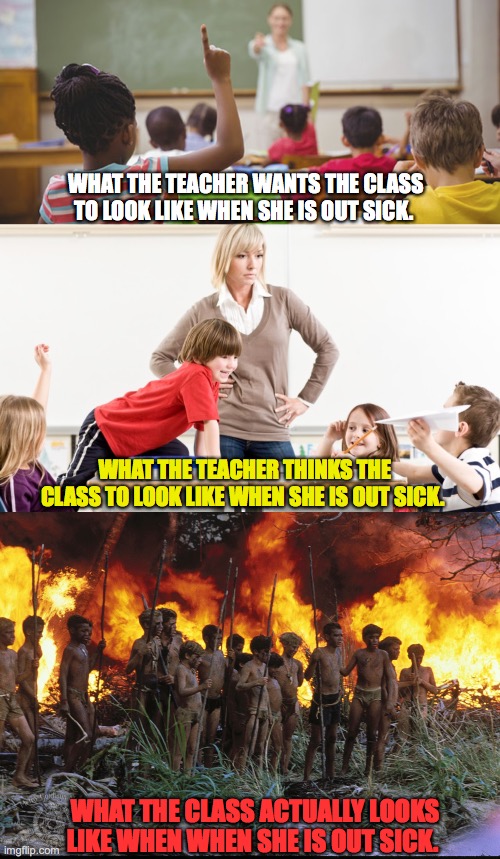 WHAT THE TEACHER WANTS THE CLASS
TO LOOK LIKE WHEN SHE IS OUT SICK.
WHAT THE TEACHER THINKS THE
CLASS TO LOOK LIKE WHEN SHE IS OUT SICK.
WHAT THE CLASS ACTUALLY LOOKS
LIKE WHEN WHEN SHE IS OUT SICK.
imgflip.com